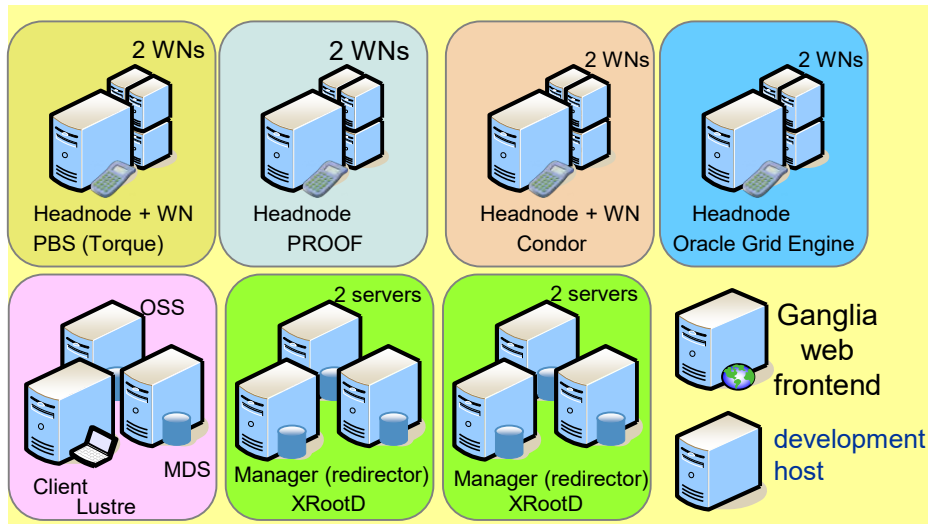 2 WNs
Headnode + WN
PBS (Torque)
2 WNs
Headnode
PROOF
2 WNs
Headnode + WN
Condor
2 WNs
Headnode
Oracle Grid Engine
OSS
MDS
Client
Lustre
2 servers
Manager (redirector)
XRootD
2 servers
Manager (redirector)
XRootD
Ganglia
web
frontend
development
host